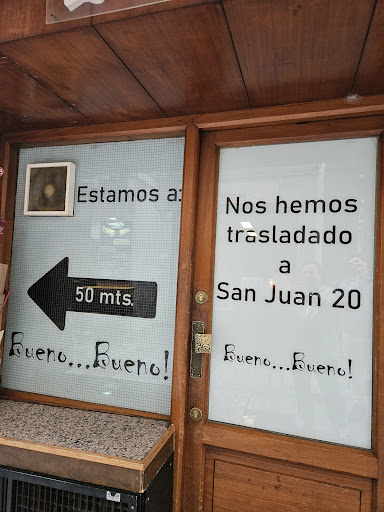 Estamos a:
50 mts.
Bueno...Bueno!
Nos hemos
trasladado
a
San Juan 20
Bueno...Bueno!